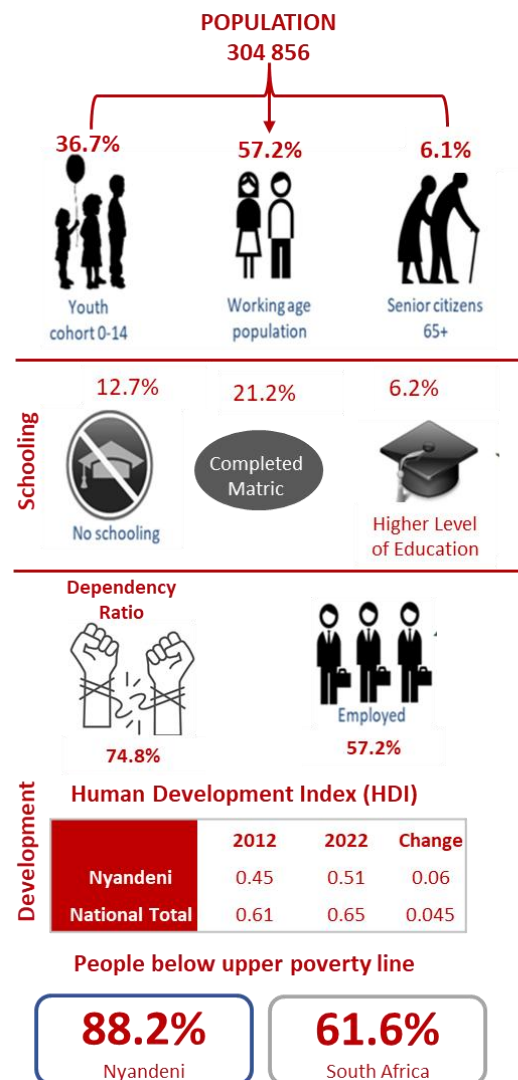 POPULATION
304 856
36.7% 57.2% 6.1%
Youth
cohort 0-14
Working age
population
Senior citizens
65+
Schooling
12.7% 21.2% 6.2%
No schooling
Completed
Matric
Higher Level
of Education
Dependency
Ratio
74.8%
Employed
57.2%
Development
Human Development Index (HDI)
2012 2022 Change
Nyandeni 0.45 0.51 0.06
National Total 0.61 0.65 0.045
People below upper poverty line
88.2% 61.6%
Nyandeni South Africa